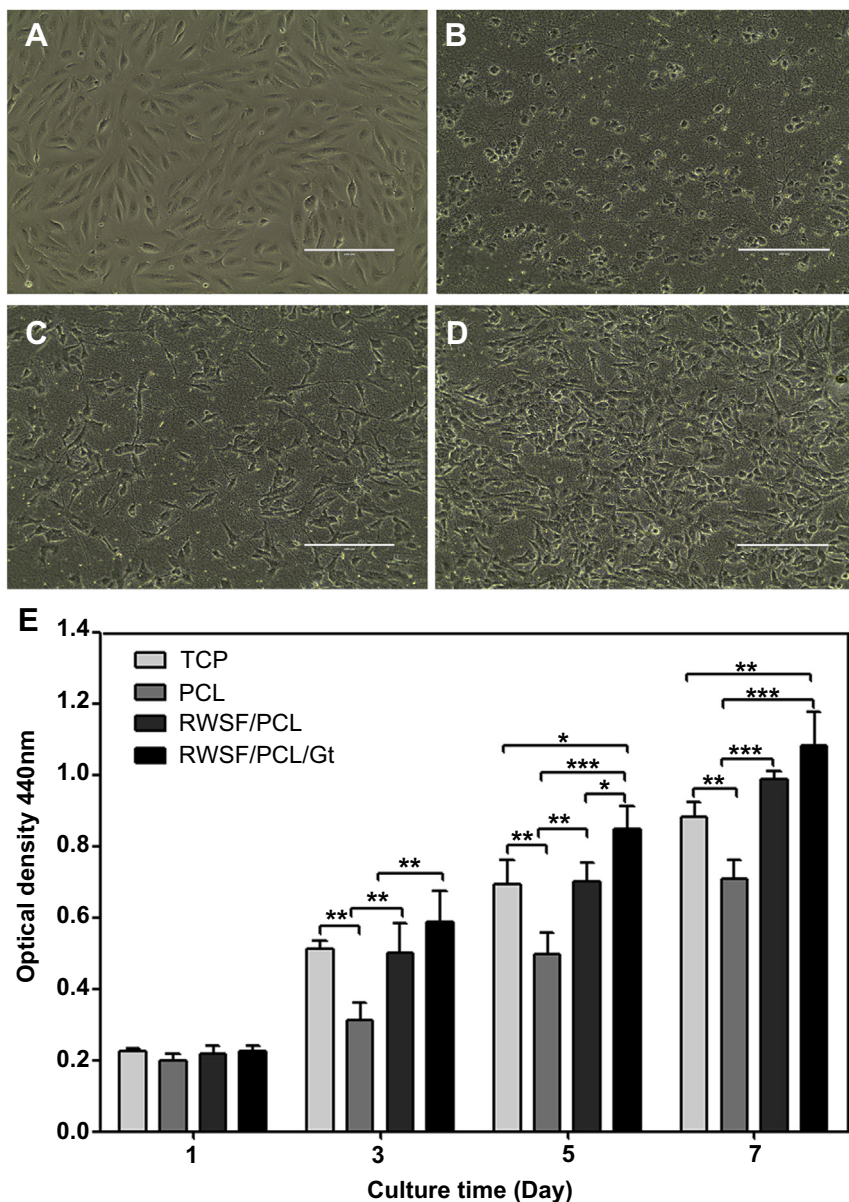 A
B
C
D
E
1.4
1.2
1.0
0.8
0.6
0.4
0.2
0.0
Optical density 440nm
TCP
PCL
RWSF/PCL
RWSF/PCL/Gt
** ** **
** ** * *** *
** *** *** **
1 3 5 7
Culture time (Day)